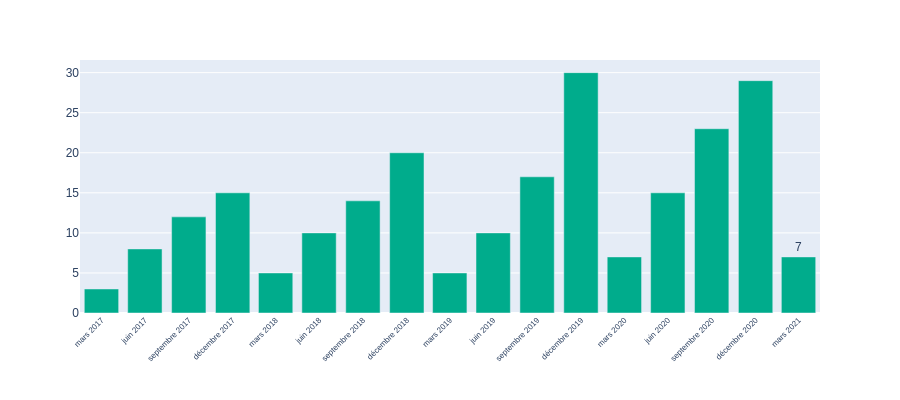 30
25
20
15
10
5
0
7
mars 2017
juin 2017
septembre 2017
décembre 2017
mars 2018
juin 2018
septembre 2018
décembre 2018
mars 2019
juin 2019
septembre 2019
décembre 2019
mars 2020
juin 2020
septembre 2020
décembre 2020
mars 2021